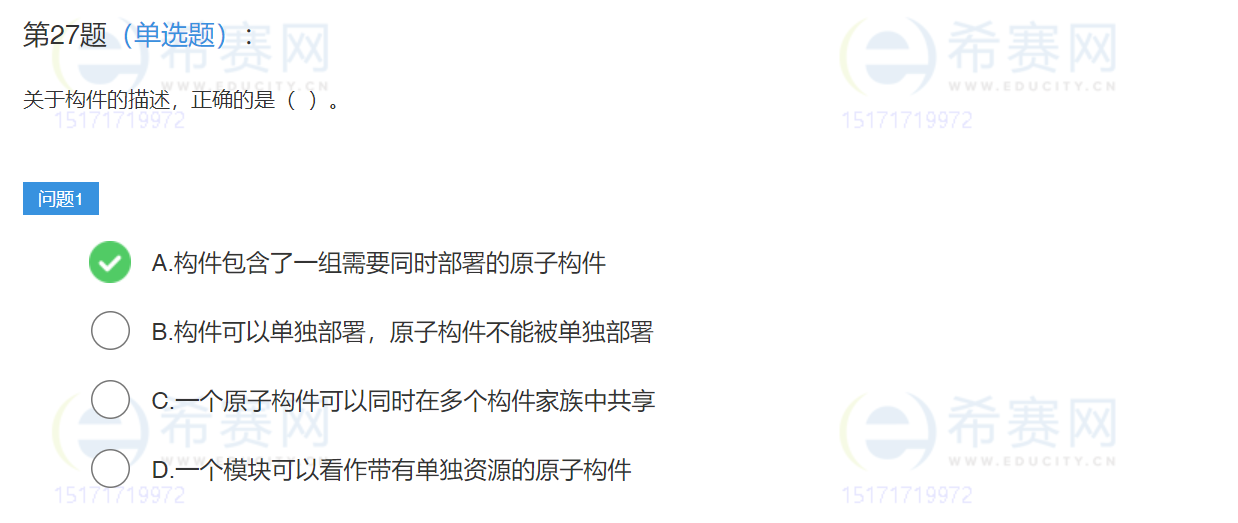 第27题（单选题）：
希赛网
WWW.EDUCITY.CN
希赛网
WWW.EDUCITY.CN
关于构件的描述，正确的是（ ）。
15171719972
15171719972
问题1
A.构件包含了一组需要同时部署的原子构件
B.构件可以单独部署，原子构件不能被单独部署
C.一个原子构件可以同时在多个构件家族中共享
希赛网
WWW.EDUCITY.CN
希赛网
WWW.EDUCITY.CN
D.一个模块可以看作带有单独资源的原子构件
15171719972
15171719972